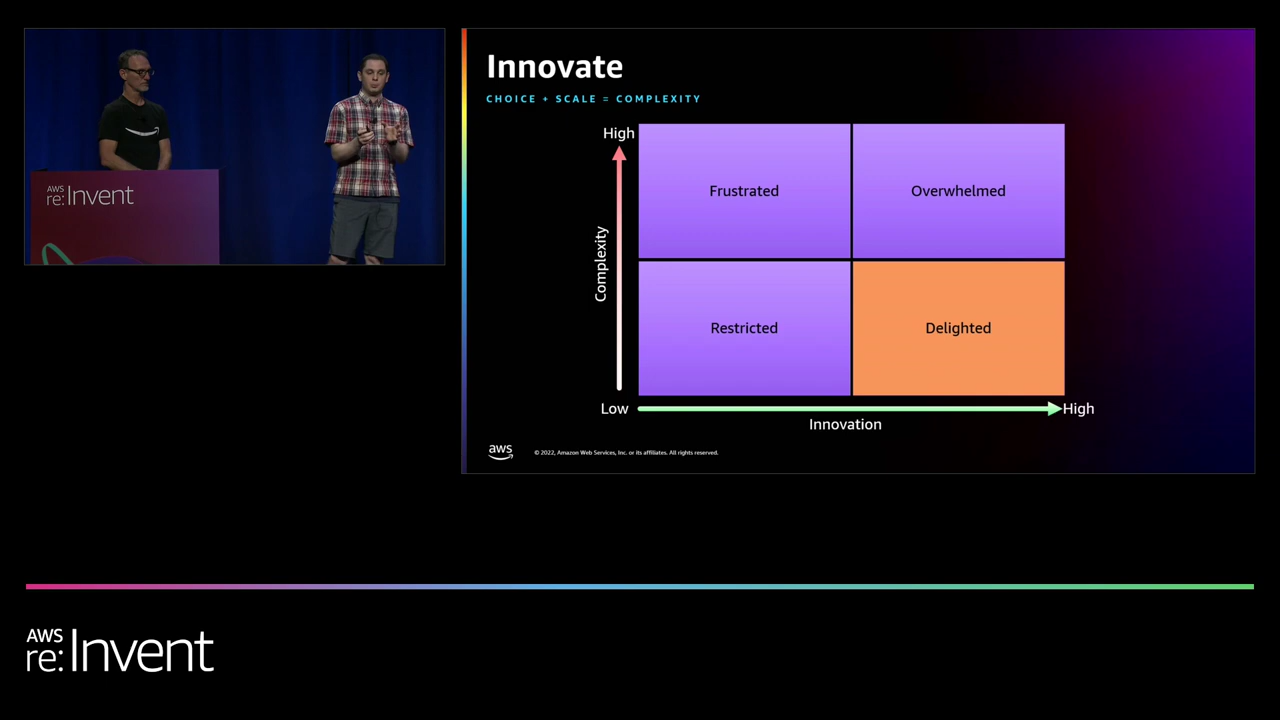 AWS
re:Invent
Innovate
CHOICE + SCALE = COMPLEXITY
High
Frustrated
Overwhelmed
Complexity
Restricted
Delighted
Low
High
Innovation
aws
© 2022, Amazon Web Services, Inc. or its affiliates. All rights reserved.
AWS
re:Invent